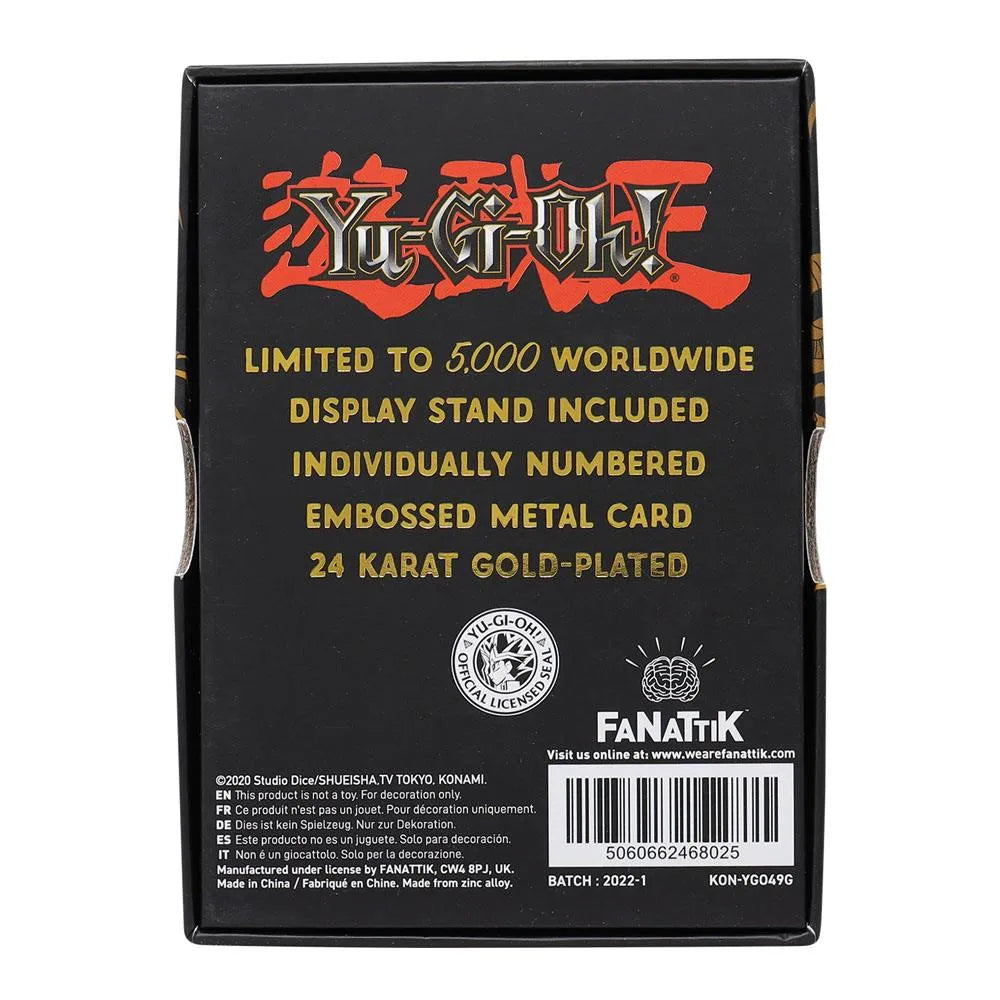 遊戯王
Yu-Gi-Oh!®
LIMITED TO 5,000 WORLDWIDE
DISPLAY STAND INCLUDED
INDIVIDUALLY NUMBERED
EMBOSSED METAL CARD
24 KARAT GOLD-PLATED
YU-GI-OH!
OFFICIAL LICENSED SEAL
FANATTIK
Visit us online at: www.wearefanattik.com
©2020 Studio Dice/SHUEISHA,TV TOKYO, KONAMI.
EN This product is not a toy. For decoration only.
FR Ce produit n'est pas un jouet. Pour décoration uniquement.
DE Dies ist kein Spielzeug. Nur zur Dekoration.
ES Este producto no es un juguete. Solo para decoración.
IT Non é un giocattolo. Solo per la decorazione.
Manufactured under license by FANATTIK, CW4 8PJ, UK.
Made in China / Fabriqué en Chine. Made from zinc alloy.
5060662468025
BATCH : 2022-1 KON-YGO49G